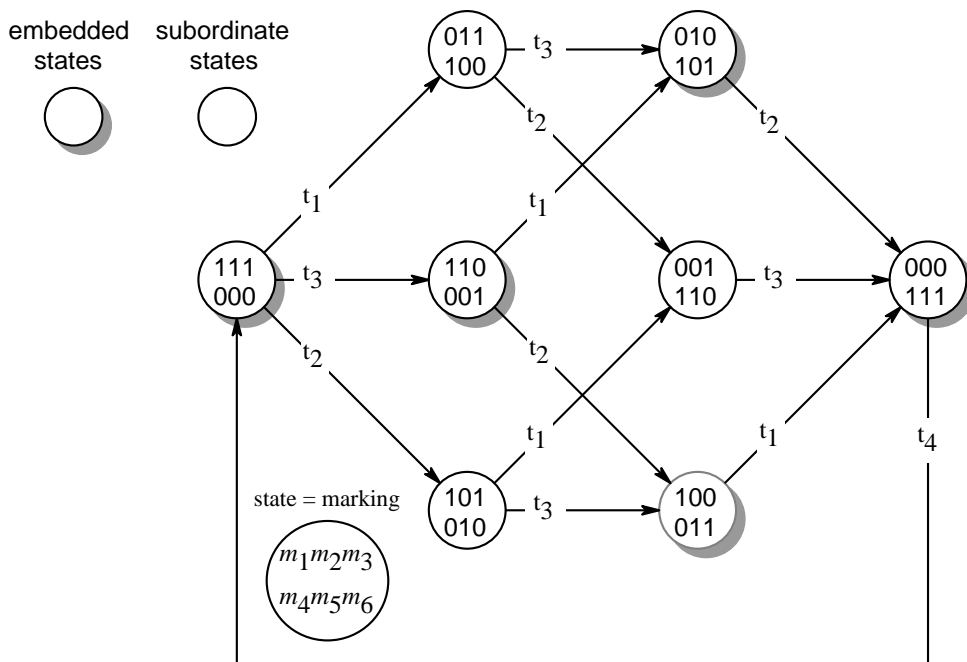 embedded
states
subordinate
states
011
100
t3
010
101
t2
t2
t1
t1
111
000
t3
110
001
001
110
t3
000
111
t2
t2
t1
t1
t4
state = marking
101
010
t3
100
011
m1m2m3
m4m5m6